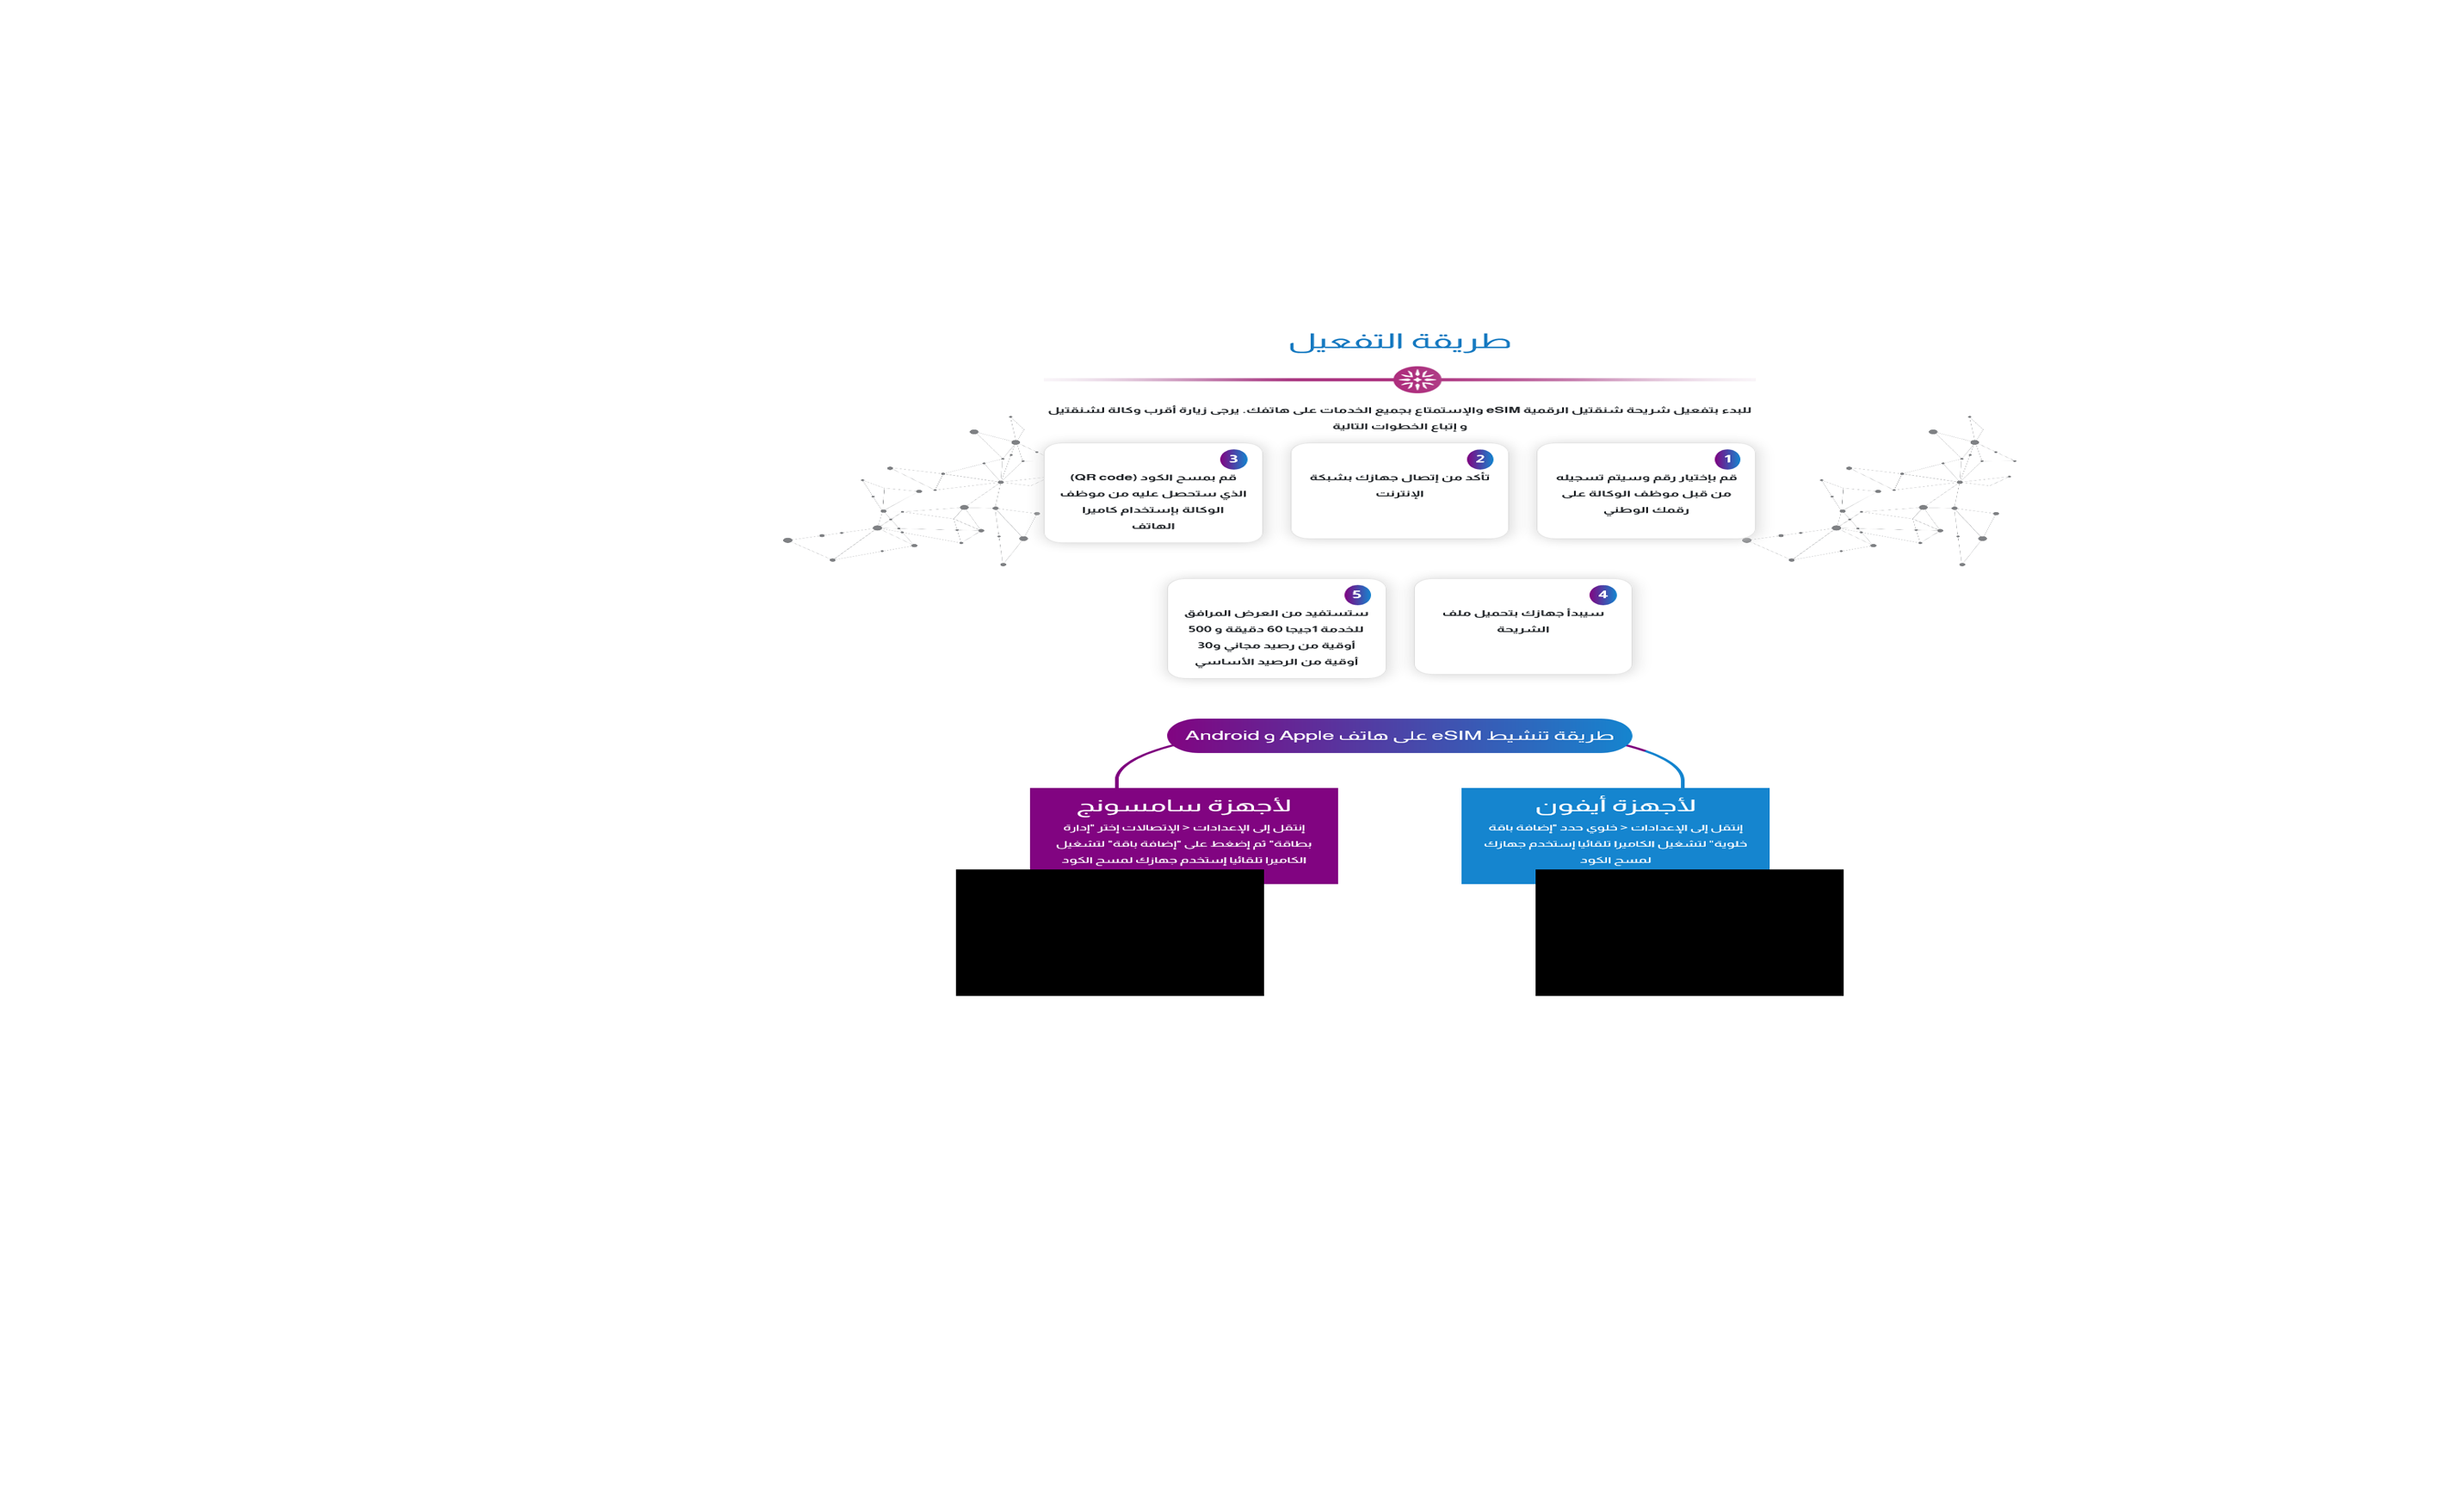 طريقة التفعيل
للبدء بتفعيل شريحة شنقتيل الرقمية eSIM والإستمتاع بجميع الخدمات على هاتفك. يرجى زيارة أقرب وكالة لشنقتيل
و إتباع الخطوات التالية
1
قم بإختيار رقم وسيتم تسجيله
من قبل موظف الوكالة على
رقمك الوطني
2
تأكد من إتصال جهازك بشبكة
الإنترنت
3
قم بمسح الكود (QR code)
الذي ستحصل عليه من موظف
الوكالة بإستخدام كاميرا
الهاتف
4
سيبدأ جهازك بتحميل ملف
الشريحة
5
ستستفيد من العرض المرافق
للخدمة 1جيجا 60 دقيقة و 500
أوقية من رصيد مجاني و30
أوقية من الرصيد الأساسي
طريقة تنشيط eSIM على هاتف Apple و Android
لأجهزة أيفون
إنتقل إلى الإعدادات < خلوي حدد "إضافة باقة
خلوية" لتشغيل الكاميرا تلقائيا إستخدم جهازك
لمسح الكود
لأجهزة سامسونج
إنتقل إلى الإعدادات < الإتصالات إختر "إدارة
بطاقة" ثم إضغط على "إضافة باقة" لتشغيل
الكاميرا تلقائيا إستخدم جهازك لمسح الكود